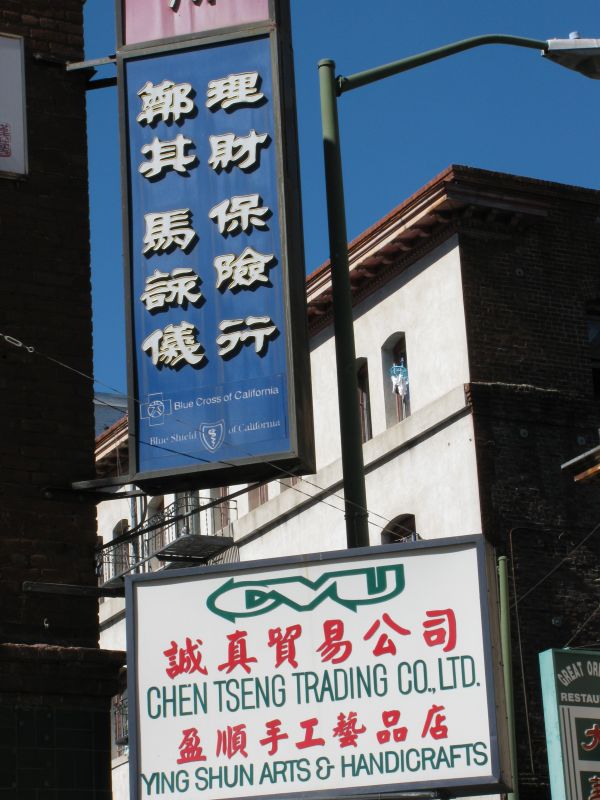 理財保險行
鄭其 馬詠儀
Blue Cross of California
Blue Shield of California
誠真貿易公司
CHEN TSENG TRADING CO., LTD.
盈順手工藝品店
YING SHUN ARTS & HANDICRAFTS
GREAT